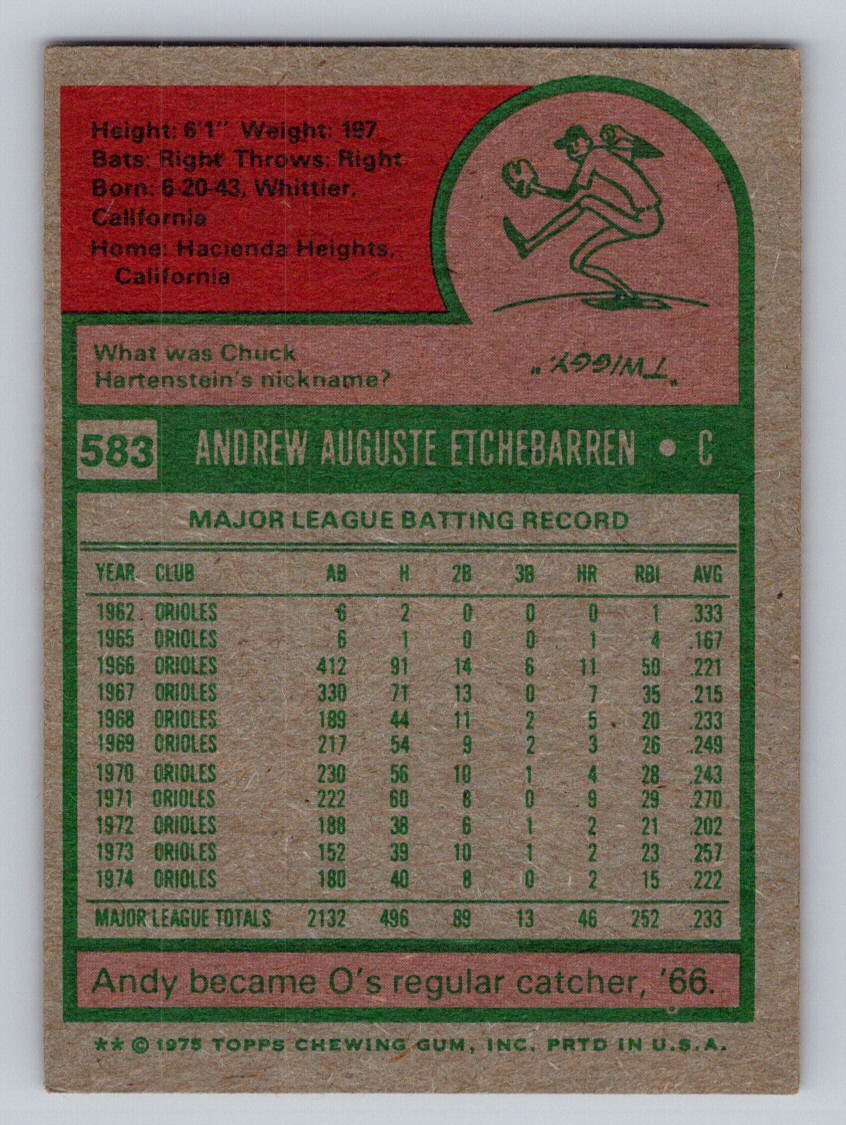 Height: 6'1" Weight: 197
Bats: Right Throws: Right
Born: 6-20-43, Whittier,
California
Home: Hacienda Heights,
California
What was Chuck
Hartenstein's nickname?
"TWIGGY."
583 ANDREW AUGUSTE ETCHEBARREN • C
MAJOR LEAGUE BATTING RECORD
YEAR CLUB AB H 2B 3B HR RBI AVG
1962 ORIOLES 6 2 0 0 0 1 .333
1965 ORIOLES 6 1 0 0 1 4 .167
1966 ORIOLES 412 91 14 6 11 50 .221
1967 ORIOLES 330 71 13 0 7 35 .215
1968 ORIOLES 189 44 11 2 5 20 .233
1969 ORIOLES 217 54 9 2 3 26 .249
1970 ORIOLES 230 56 10 1 4 28 .243
1971 ORIOLES 222 60 8 0 9 29 .270
1972 ORIOLES 188 38 6 1 2 21 .202
1973 ORIOLES 152 39 10 1 2 23 .257
1974 ORIOLES 180 40 8 0 2 15 .222
MAJOR LEAGUE TOTALS 2132 496 89 13 46 252 .233
Andy became O's regular catcher, '66.
** © 1975 TOPPS CHEWING GUM, INC. PRTD IN U.S.A.